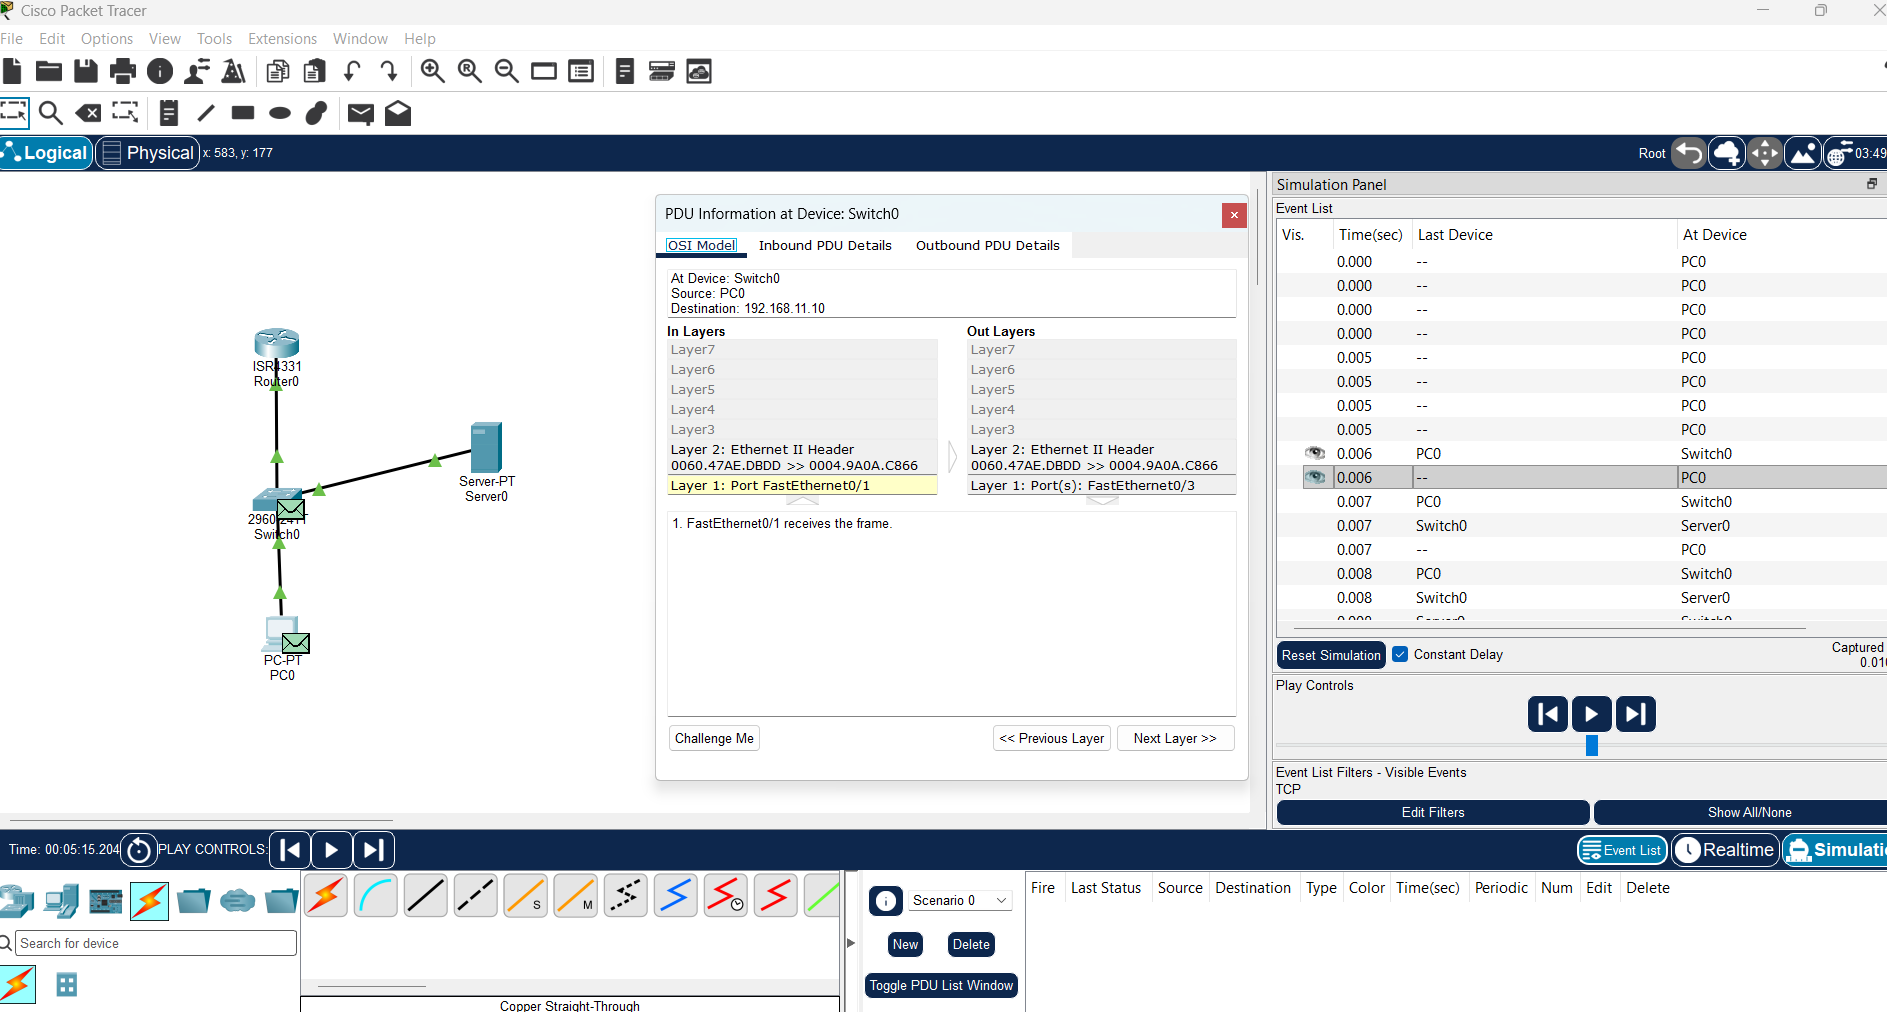 Cisco Packet Tracer
File Edit Options View Tools Extensions Window Help
Logical Physical x: 583, y: 177 Root 03:49
ISR4331
Router0
Server-PT
Server0
Switch0
PC-PT
PC0
PDU Information at Device: Switch0
OSI Model Inbound PDU Details Outbound PDU Details
At Device: Switch0
Source: PC0
Destination: 192.168.11.10
In Layers Out Layers
Layer7 Layer7
Layer6 Layer6
Layer5 Layer5
Layer4 Layer4
Layer3 Layer3
Layer 2: Ethernet II Header Layer 2: Ethernet II Header
0060.47AE.DBDD >> 0004.9A0A.C866 0060.47AE.DBDD >> 0004.9A0A.C866
Layer 1: Port FastEthernet0/1 Layer 1: Port(s): FastEthernet0/3
1. FastEthernet0/1 receives the frame.
Challenge Me << Previous Layer Next Layer >>
Simulation Panel
Event List
Vis. Time(sec) Last Device At Device
0.000 -- PC0
0.000 -- PC0
0.000 -- PC0
0.000 -- PC0
0.005 -- PC0
0.005 -- PC0
0.005 -- PC0
0.005 -- PC0
0.006 PC0 Switch0
0.006 -- PC0
0.007 PC0 Switch0
0.007 Switch0 Server0
0.007 -- PC0
0.008 PC0 Switch0
0.008 Switch0 Server0
Reset Simulation Constant Delay Captured
Play Controls
Event List Filters - Visible Events
TCP
Edit Filters Show All/None
Time: 00:05:15.204 PLAY CONTROLS: Event List Realtime Simulati
S M
Search for device
Copper Straight-Through
Scenario 0
New Delete
Toggle PDU List Window
Fire Last Status Source Destination Type Color Time(sec) Periodic Num Edit Delete